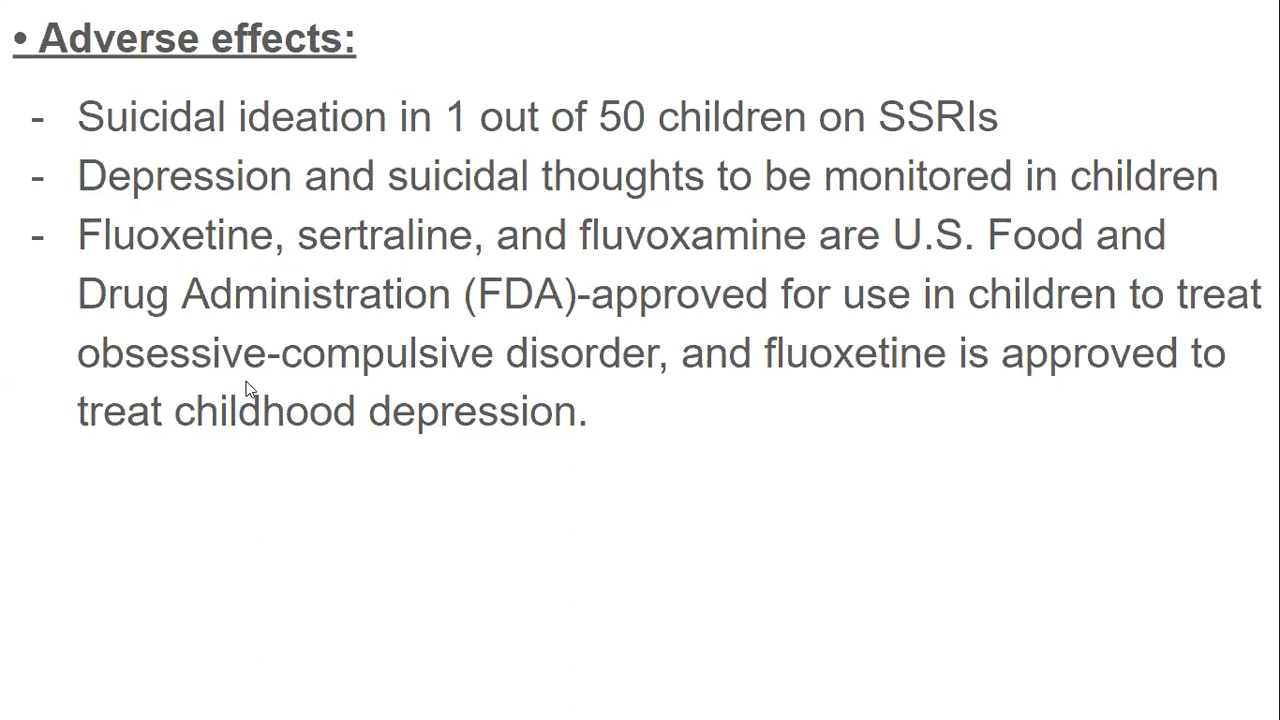 • Adverse effects:
- Suicidal ideation in 1 out of 50 children on SSRIs
- Depression and suicidal thoughts to be monitored in children
- Fluoxetine, sertraline, and fluvoxamine are U.S. Food and
Drug Administration (FDA)-approved for use in children to treat
obsessive-compulsive disorder, and fluoxetine is approved to
treat childhood depression.